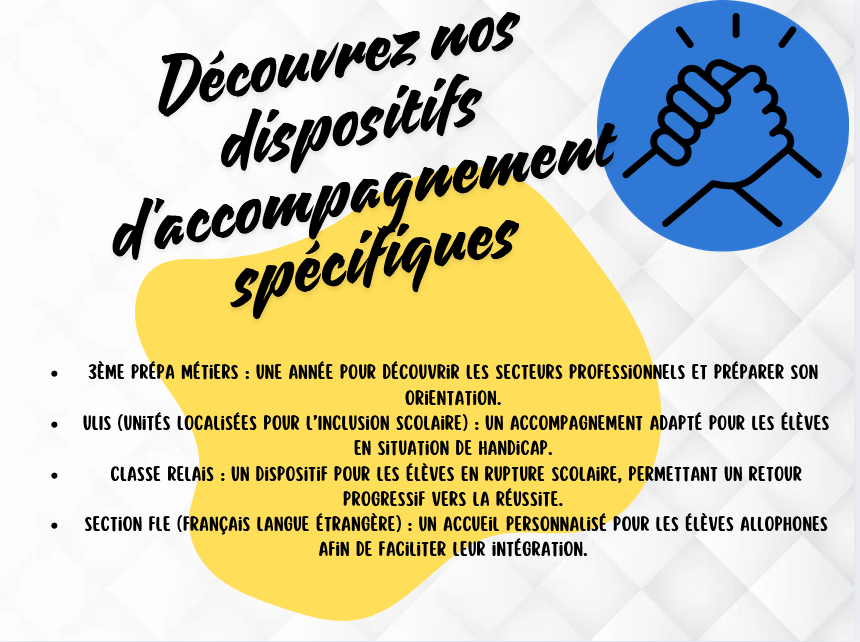 Découvrez nos
dispositifs
d'accompagnement
spécifiques
• 3ÈME PRÉPA MÉTIERS : UNE ANNÉE POUR DÉCOUVRIR LES SECTEURS PROFESSIONNELS ET PRÉPARER SON
ORIENTATION.
• ULIS (UNITÉS LOCALISÉES POUR L'INCLUSION SCOLAIRE) : UN ACCOMPAGNEMENT ADAPTÉ POUR LES ÉLÈVES
EN SITUATION DE HANDICAP.
• CLASSE RELAIS : UN DISPOSITIF POUR LES ÉLÈVES EN RUPTURE SCOLAIRE, PERMETTANT UN RETOUR
PROGRESSIF VERS LA RÉUSSITE.
• SECTION FLE (FRANÇAIS LANGUE ÉTRANGÈRE) : UN ACCUEIL PERSONNALISÉ POUR LES ÉLÈVES ALLOPHONES
AFIN DE FACILITER LEUR INTÉGRATION.